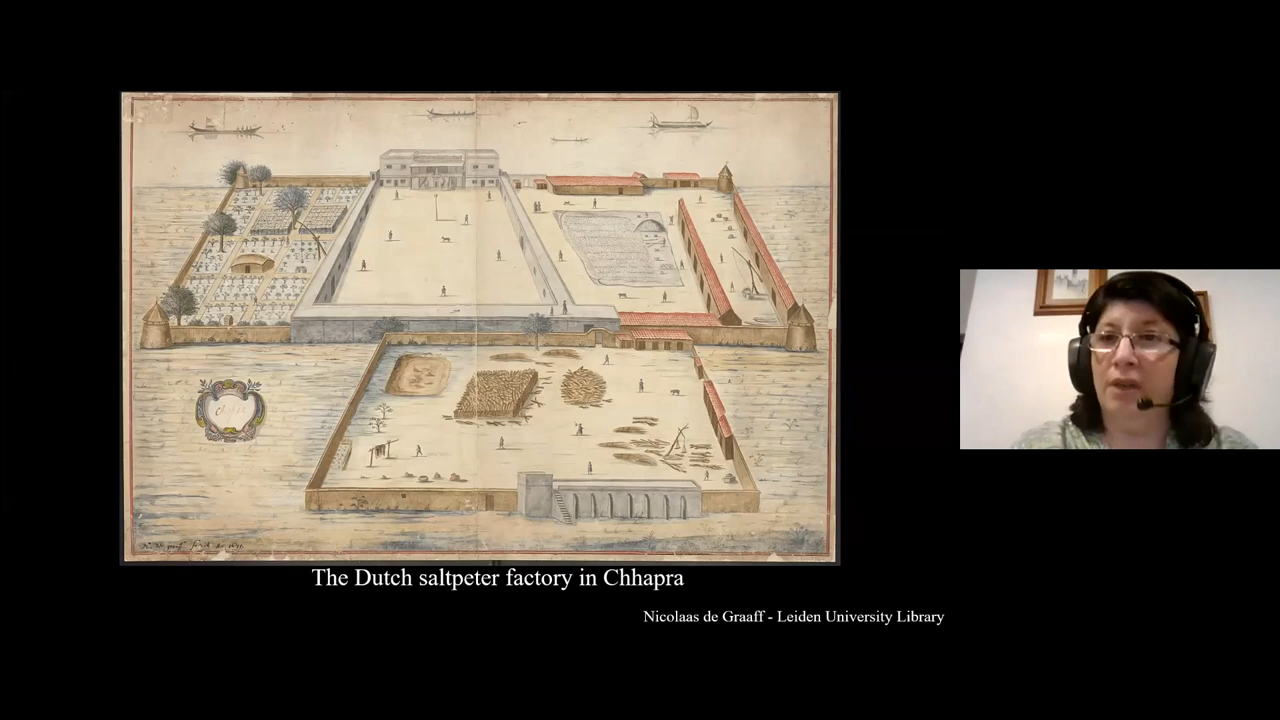 The Dutch saltpeter factory in Chhapra
Nicolaas de Graaff - Leiden University Library